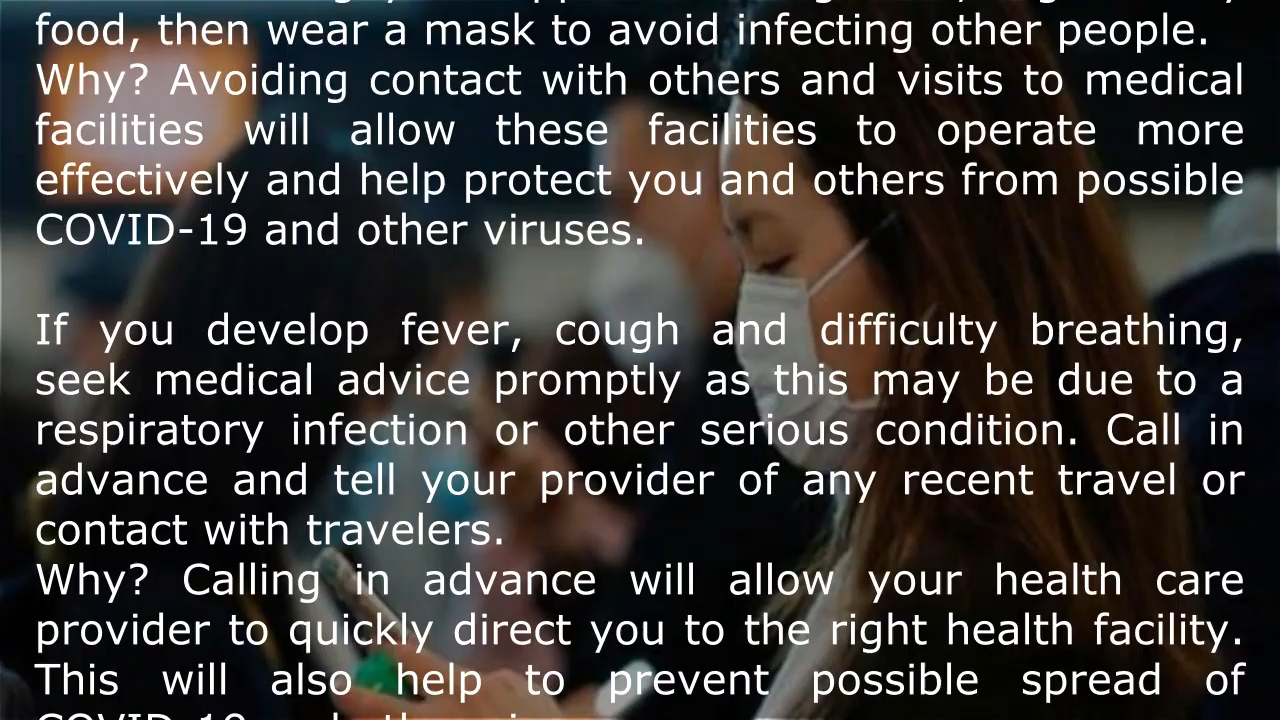 food, then wear a mask to avoid infecting other people.
Why? Avoiding contact with others and visits to medical
facilities will allow these facilities to operate more
effectively and help protect you and others from possible
COVID-19 and other viruses.
If you develop fever, cough and difficulty breathing,
seek medical advice promptly as this may be due to a
respiratory infection or other serious condition. Call in
advance and tell your provider of any recent travel or
contact with travelers.
Why? Calling in advance will allow your health care
provider to quickly direct you to the right health facility.
This will also help to prevent possible spread of